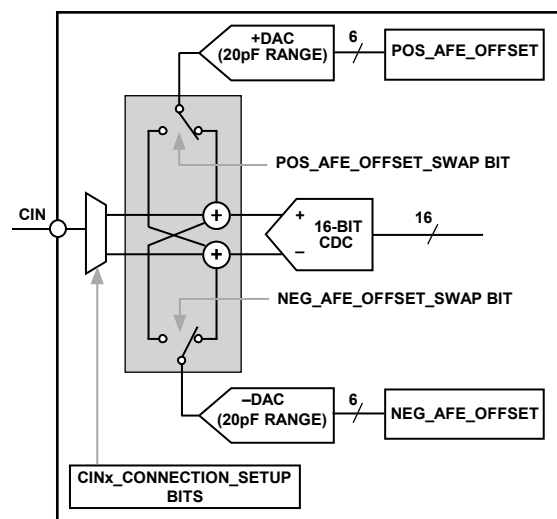 +DAC
(20pF RANGE)
6
POS_AFE_OFFSET
POS_AFE_OFFSET_SWAP BIT
CIN
+
+
16-BIT
CDC
16
+
–
NEG_AFE_OFFSET_SWAP BIT
–DAC
(20pF RANGE)
6
NEG_AFE_OFFSET
CINx_CONNECTION_SETUP
BITS